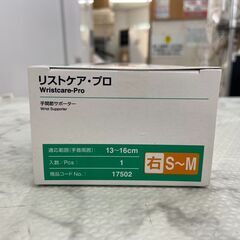 リストケア・プロ
Wristcare-Pro
手関節サポーター
Wrist Supporter
適応範囲(手首周囲) 13~16cm
入数/Pcs 1
商品コードNo. 17502
右 S~M